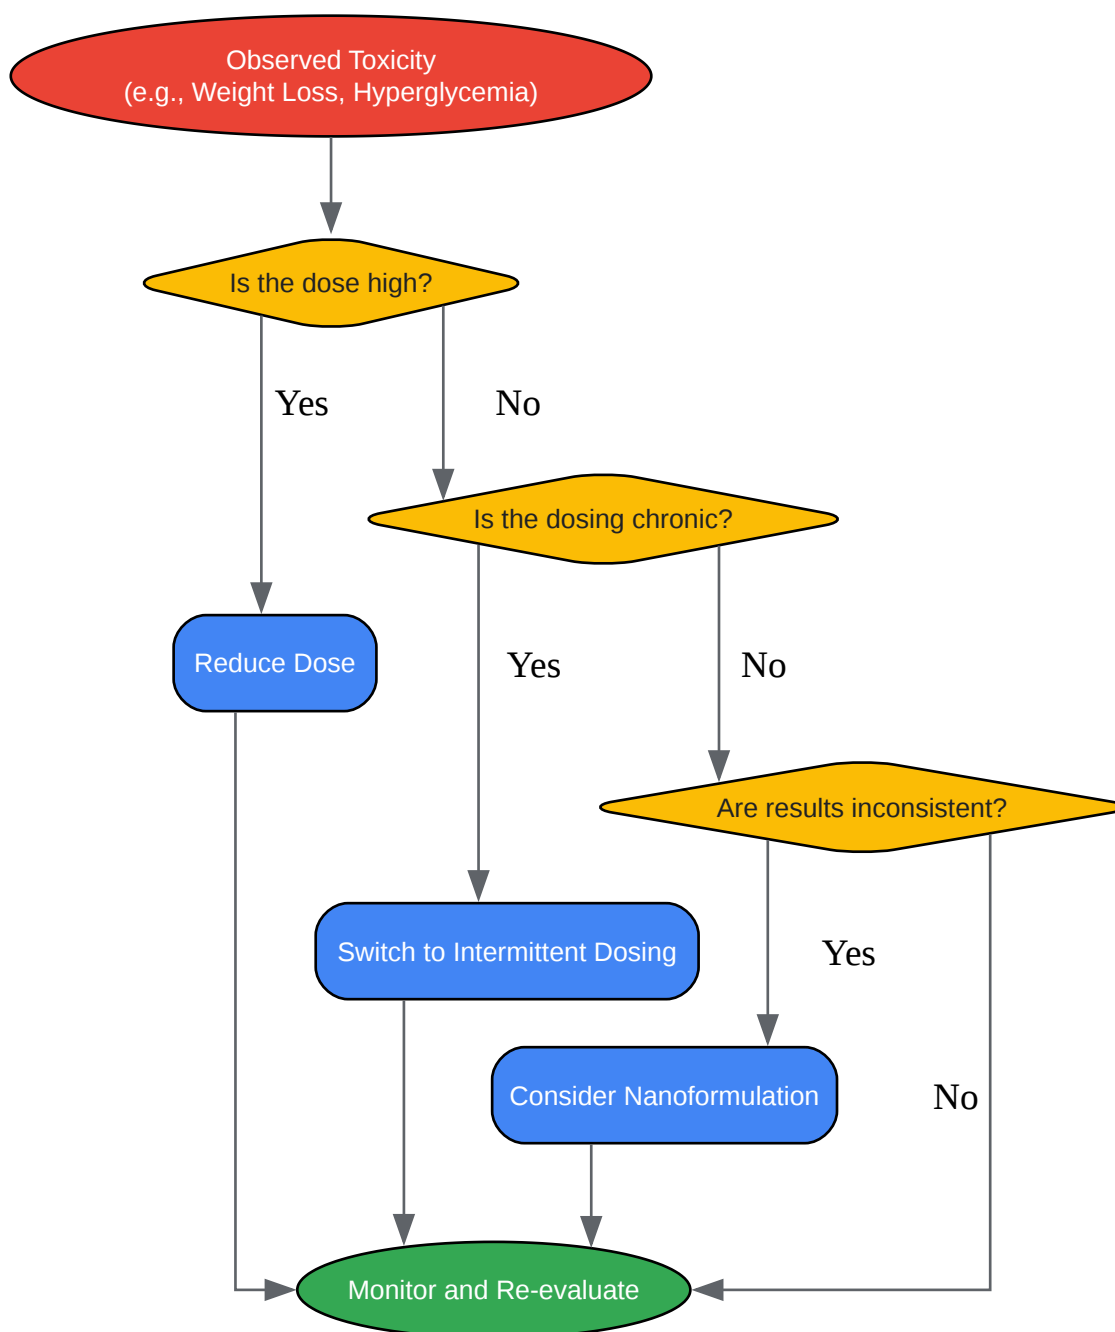 Observed Toxicity
(e.g., Weight Loss, Hyperglycemia)
Is the dose high?
Yes
No
Is the dosing chronic?
Reduce Dose
Yes
No
Are results inconsistent?
Switch to Intermittent Dosing
Yes
Consider Nanoformulation
No
Monitor and Re-evaluate